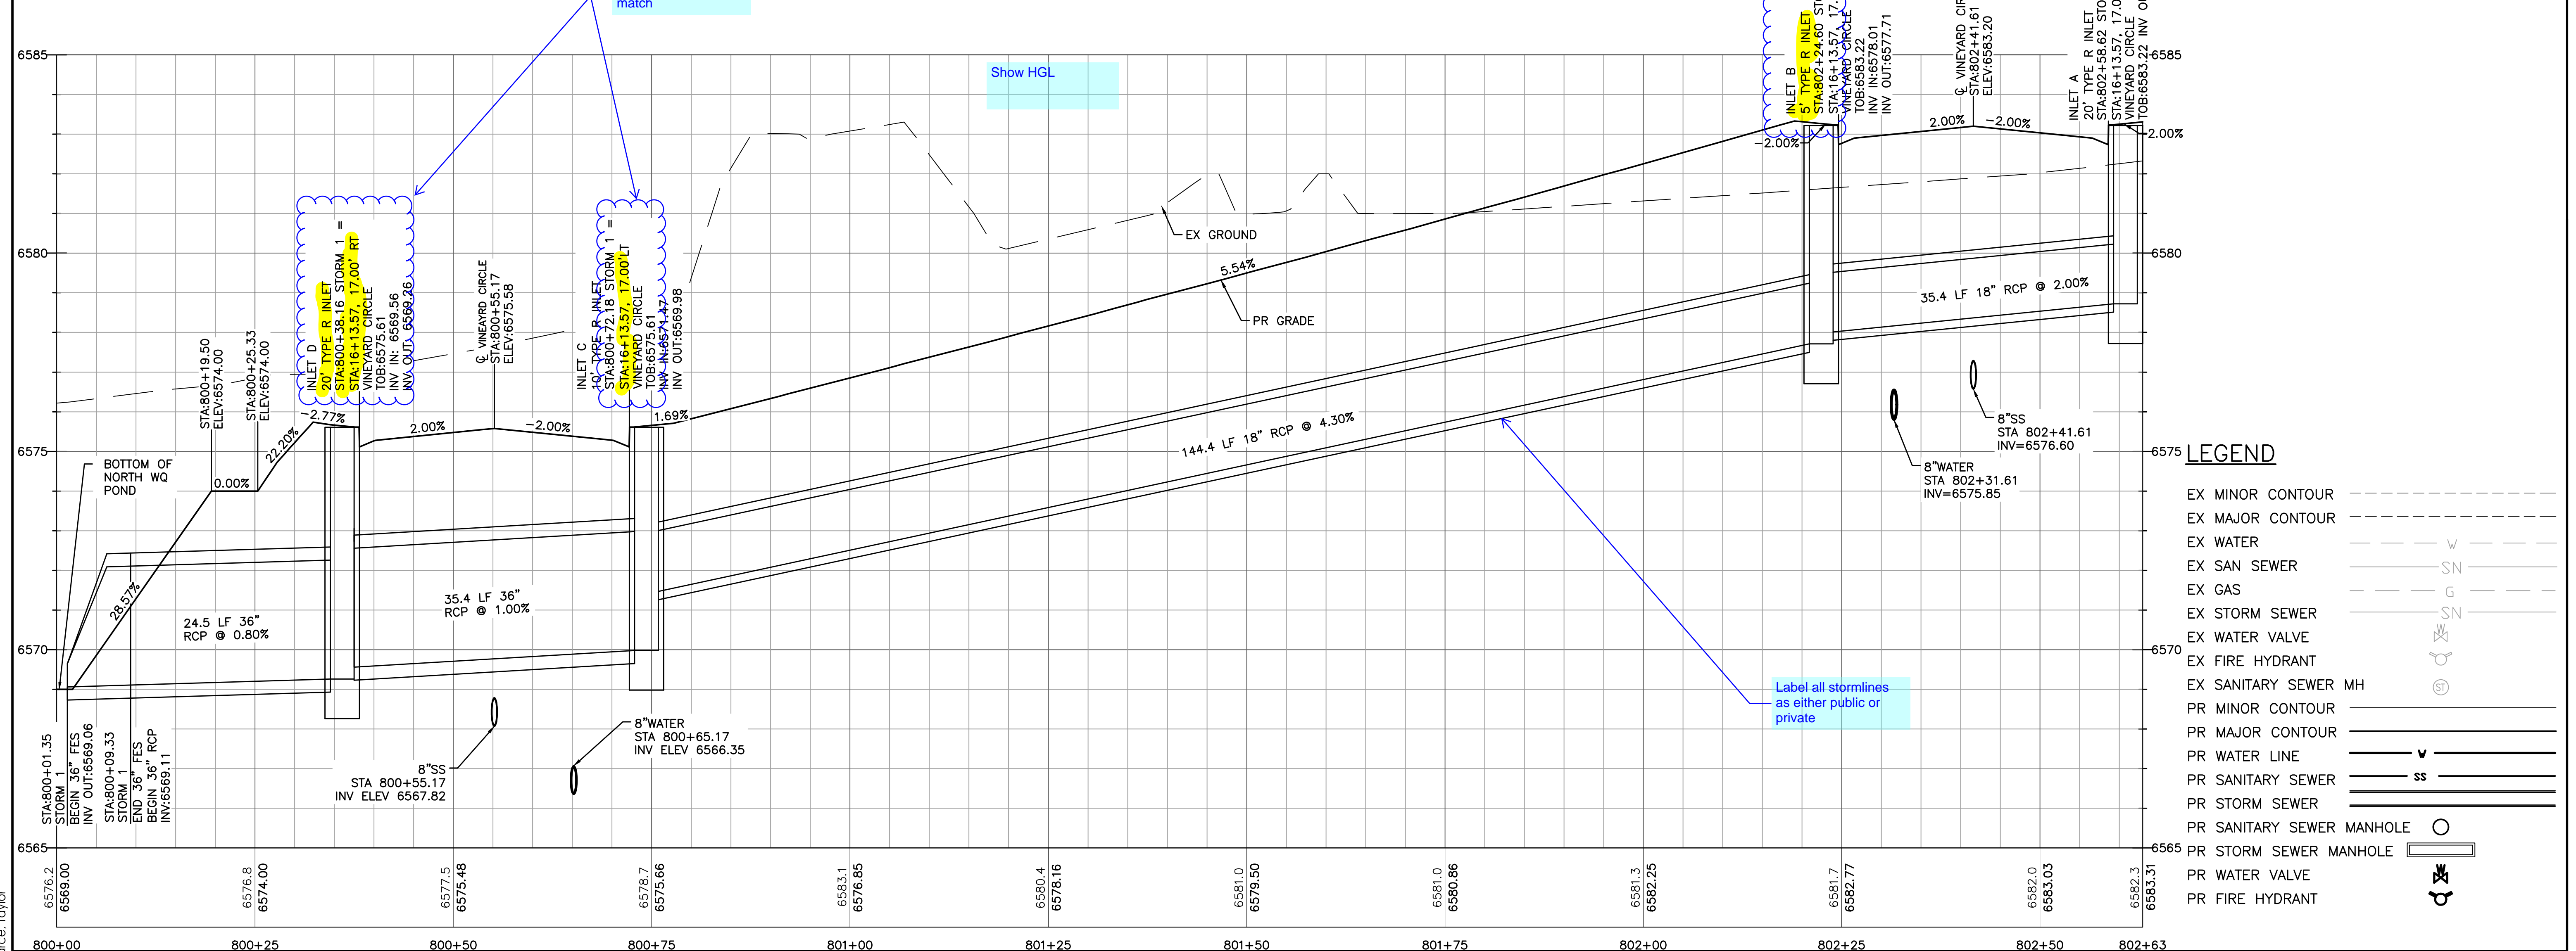 match
Show HGL
6585
6580
6575
6570
6565
6585
6580
6575
6570
6565
BOTTOM OF
NORTH WQ
POND
STA:800+19.50
ELEV:6574.00
STA:800+25.33
ELEV:6574.00
0.00%
22.20%
28.57%
-2.77%
INLET D
20' TYPE R INLET
STA:800+38.16 STORM 1 =
STA:16+13.57, 17.00' RT
VINEYARD CIRCLE
TOB:6575.61
INV IN: 6569.56
INV OUT: 6569.26
2.00%
-2.00%
℄ VINEAYRD CIRCLE
STA:800+55.17
ELEV:6575.58
INLET C
10' TYPE R INLET
STA:800+72.18 STORM 1 =
STA:16+13.57, 17.00'LT
VINEYARD CIRCLE
TOB:6575.61
INV IN:6571.47
INV OUT:6569.98
1.69%
EX GROUND
5.54%
PR GRADE
INLET B
5' TYPE R INLET
STA:802+24.60
STA:16+13.57, 17.
VINEYARD CIRCLE
TOB:6583.22
INV IN:6578.01
INV OUT:6577.71
-2.00%
2.00%
-2.00%
℄ VINEYARD
STA:802+41.61
ELEV:6583.20
INLET A
20' TYPE R INLET
STA:802+58.62
STA:16+13.57, 17.0
VINEYARD CIRCLE
TOB:6583.22 INV
2.00%
24.5 LF 36"
RCP @ 0.80%
35.4 LF 36"
RCP @ 1.00%
144.4 LF 18" RCP @ 4.30%
35.4 LF 18" RCP @ 2.00%
8"SS
STA 802+41.61
INV=6576.60
8"WATER
STA 802+31.61
INV=6575.85
8"SS
STA 800+55.17
INV ELEV 6567.82
8"WATER
STA 800+65.17
INV ELEV 6566.35
Label all stormlines
as either public or
private
STA:800+01.35
STORM 1
BEGIN 36" FES
INV OUT:6569.06
STA:800+09.33
STORM 1
END 36" FES
BEGIN 36" RCP
INV:6569.11
6576.2
6569.00
6576.8
6574.00
6577.5
6575.48
6578.7
6575.66
6583.1
6576.85
6580.4
6578.16
6581.0
6579.50
6581.0
6580.86
6581.3
6582.25
6581.7
6582.77
6582.0
6583.03
6582.3
6583.31
800+00
800+25
800+50
800+75
801+00
801+25
801+50
801+75
802+00
802+25
802+50
802+63
LEGEND
EX MINOR CONTOUR
EX MAJOR CONTOUR
EX WATER W
EX SAN SEWER SN
EX GAS G
EX STORM SEWER SN
EX WATER VALVE W
EX FIRE HYDRANT
EX SANITARY SEWER MH ST
PR MINOR CONTOUR
PR MAJOR CONTOUR
PR WATER LINE W
PR SANITARY SEWER SS
PR STORM SEWER
PR SANITARY SEWER MANHOLE
PR STORM SEWER MANHOLE
PR WATER VALVE W
PR FIRE HYDRANT
Taylor